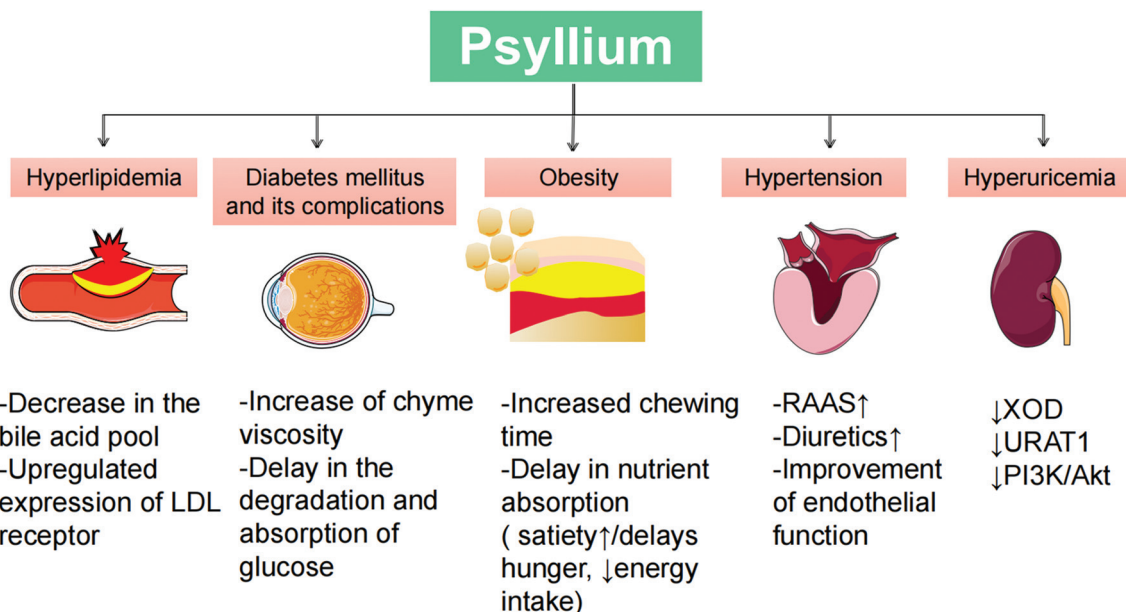 Psyllium
Hyperlipidemia
Diabetes mellitus
and its complications
Obesity
Hypertension
Hyperuricemia
-Decrease in the
bile acid pool
-Upregulated
expression of LDL
receptor
-Increase of chyme
viscosity
-Delay in the
degradation and
absorption of
glucose
-Increased chewing
time
-Delay in nutrient
absorption
( satiety↑/delays
hunger, ↓energy
intake)
-RAAS↑
-Diuretics↑
-Improvement
of endothelial
function
↓XOD
↓URAT1
↓PI3K/Akt